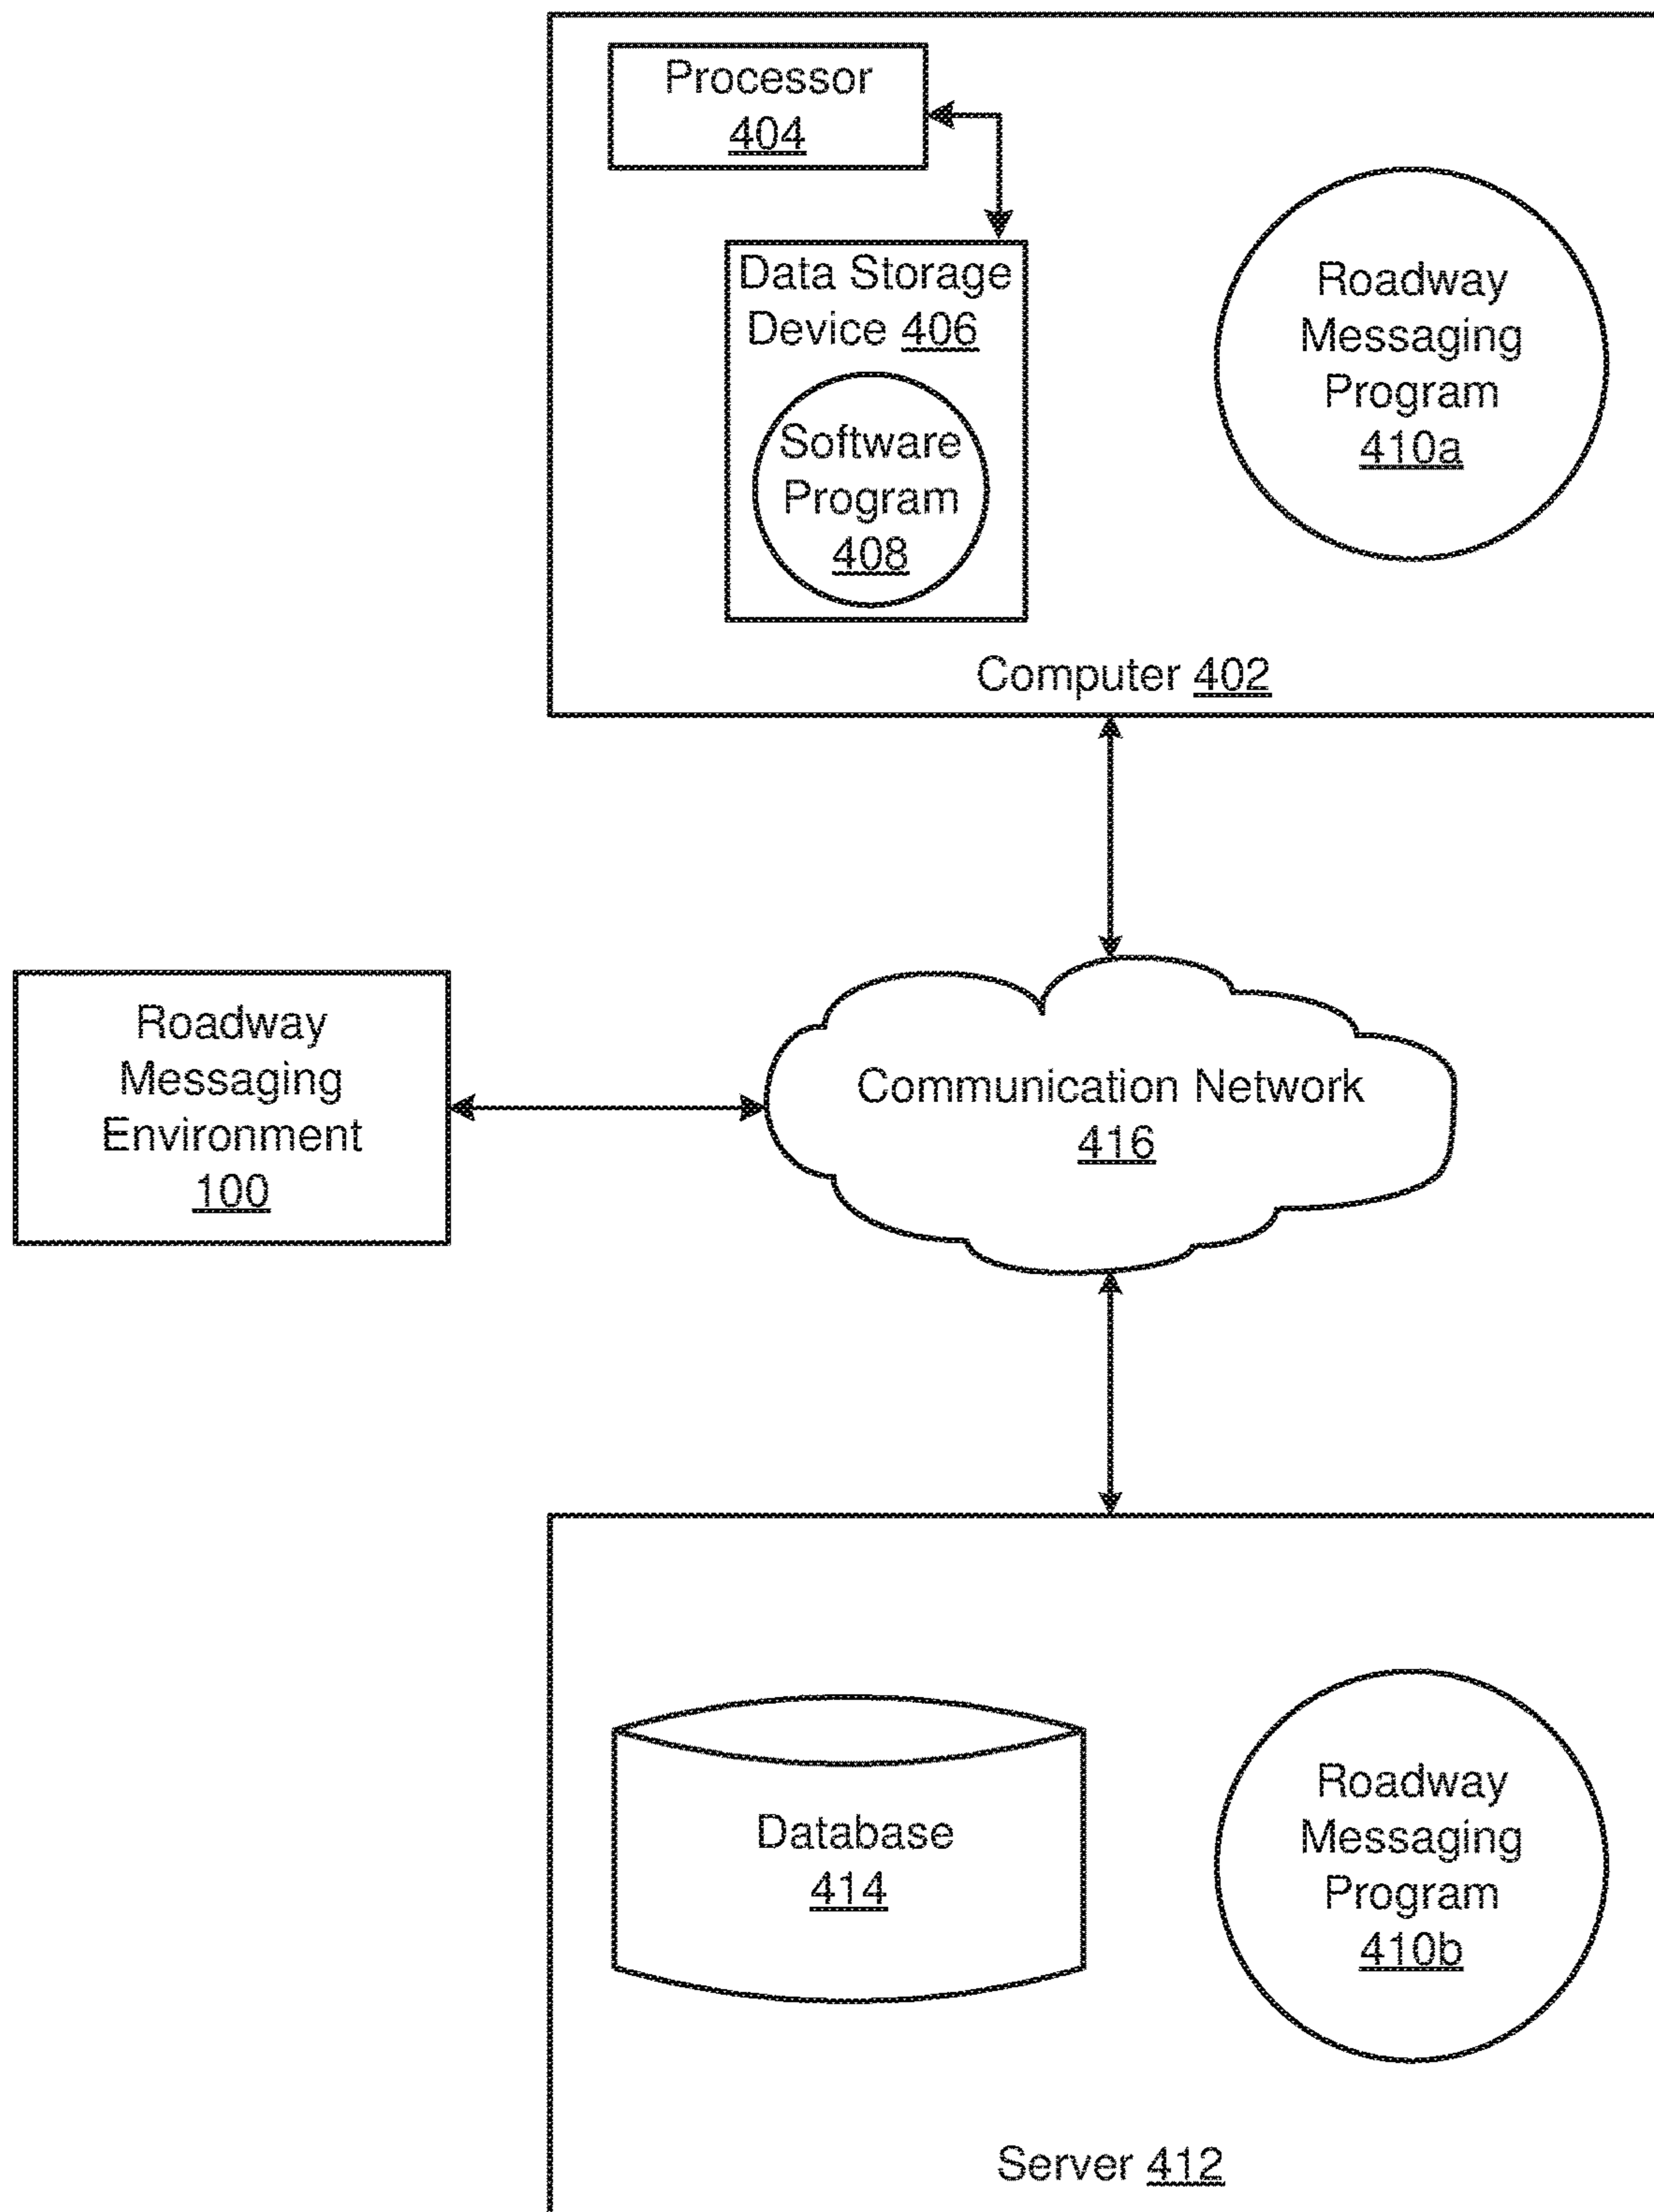 Processor
404
Data Storage
Device 406
Software
Program
408
Roadway
Messaging
Program
410a
Computer 402
Roadway
Messaging
Environment
100
Communication Network
416
Database
414
Roadway
Messaging
Program
410b
Server 412